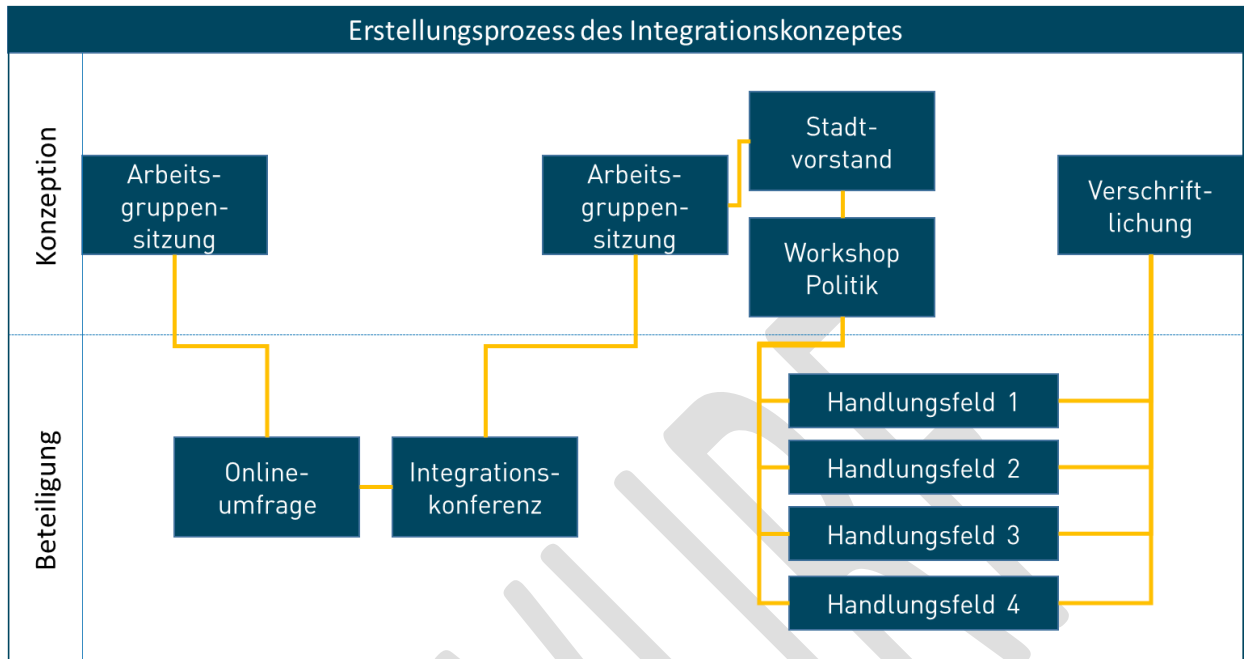 Erstellungsprozess des Integrationskonzeptes
Konzeption
Arbeits-
gruppen-
sitzung
Arbeits-
gruppen-
sitzung
Stadt-
vorstand
Workshop
Politik
Verschrift-
lichung
Beteiligung
Online-
umfrage
Integrations-
konferenz
Handlungsfeld 1
Handlungsfeld 2
Handlungsfeld 3
Handlungsfeld 4